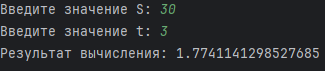 Введите значение S: 30
Введите значение t: 3
Результат вычисления: 1.7741141298527685